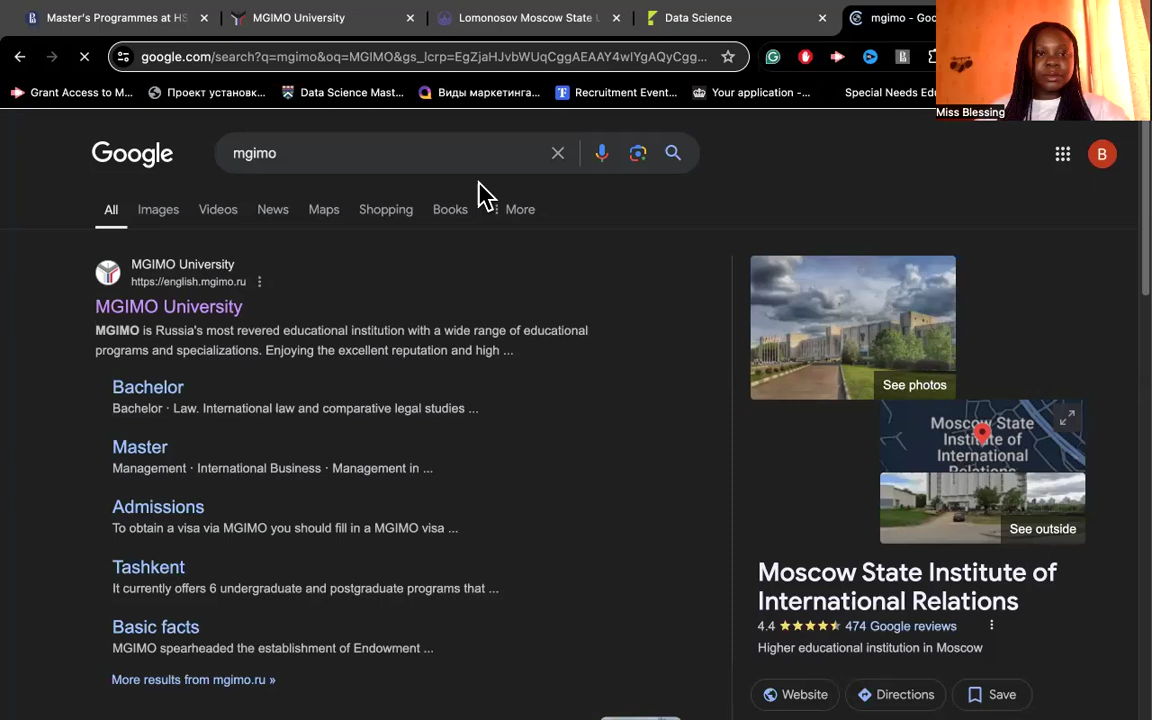 Master's Programmes at HS
MGIMO University
Lomonosov Moscow State U
Data Science
mgimo - Goo
google.com/search?q=mgimo&oq=MGIMO&gs_lcrp=EgZjaHJvbWUqCggAEAAY4wIYgAQyCgg...
Grant Access to M...
Проект установк...
Data Science Mast...
Виды маркетинга...
Recruitment Event...
Your application -...
Special Needs Edu
Miss Blessing
Google
mgimo
B
All
Images
Videos
News
Maps
Shopping
Books
More
MGIMO University
https://english.mgimo.ru
MGIMO University
MGIMO is Russia's most revered educational institution with a wide range of educational
programs and specializations. Enjoying the excellent reputation and high ...
Bachelor
Bachelor · Law. International law and comparative legal studies ...
Master
Management · International Business · Management in ...
Admissions
To obtain a visa via MGIMO you should fill in a MGIMO visa ...
Tashkent
It currently offers 6 undergraduate and postgraduate programs that ...
Basic facts
MGIMO spearheaded the establishment of Endowment ...
More results from mgimo.ru »
See photos
Moscow State
Institute of
International
Relations
See outside
Moscow State Institute of
International Relations
4.4
474 Google reviews
Higher educational institution in Moscow
Website
Directions
Save